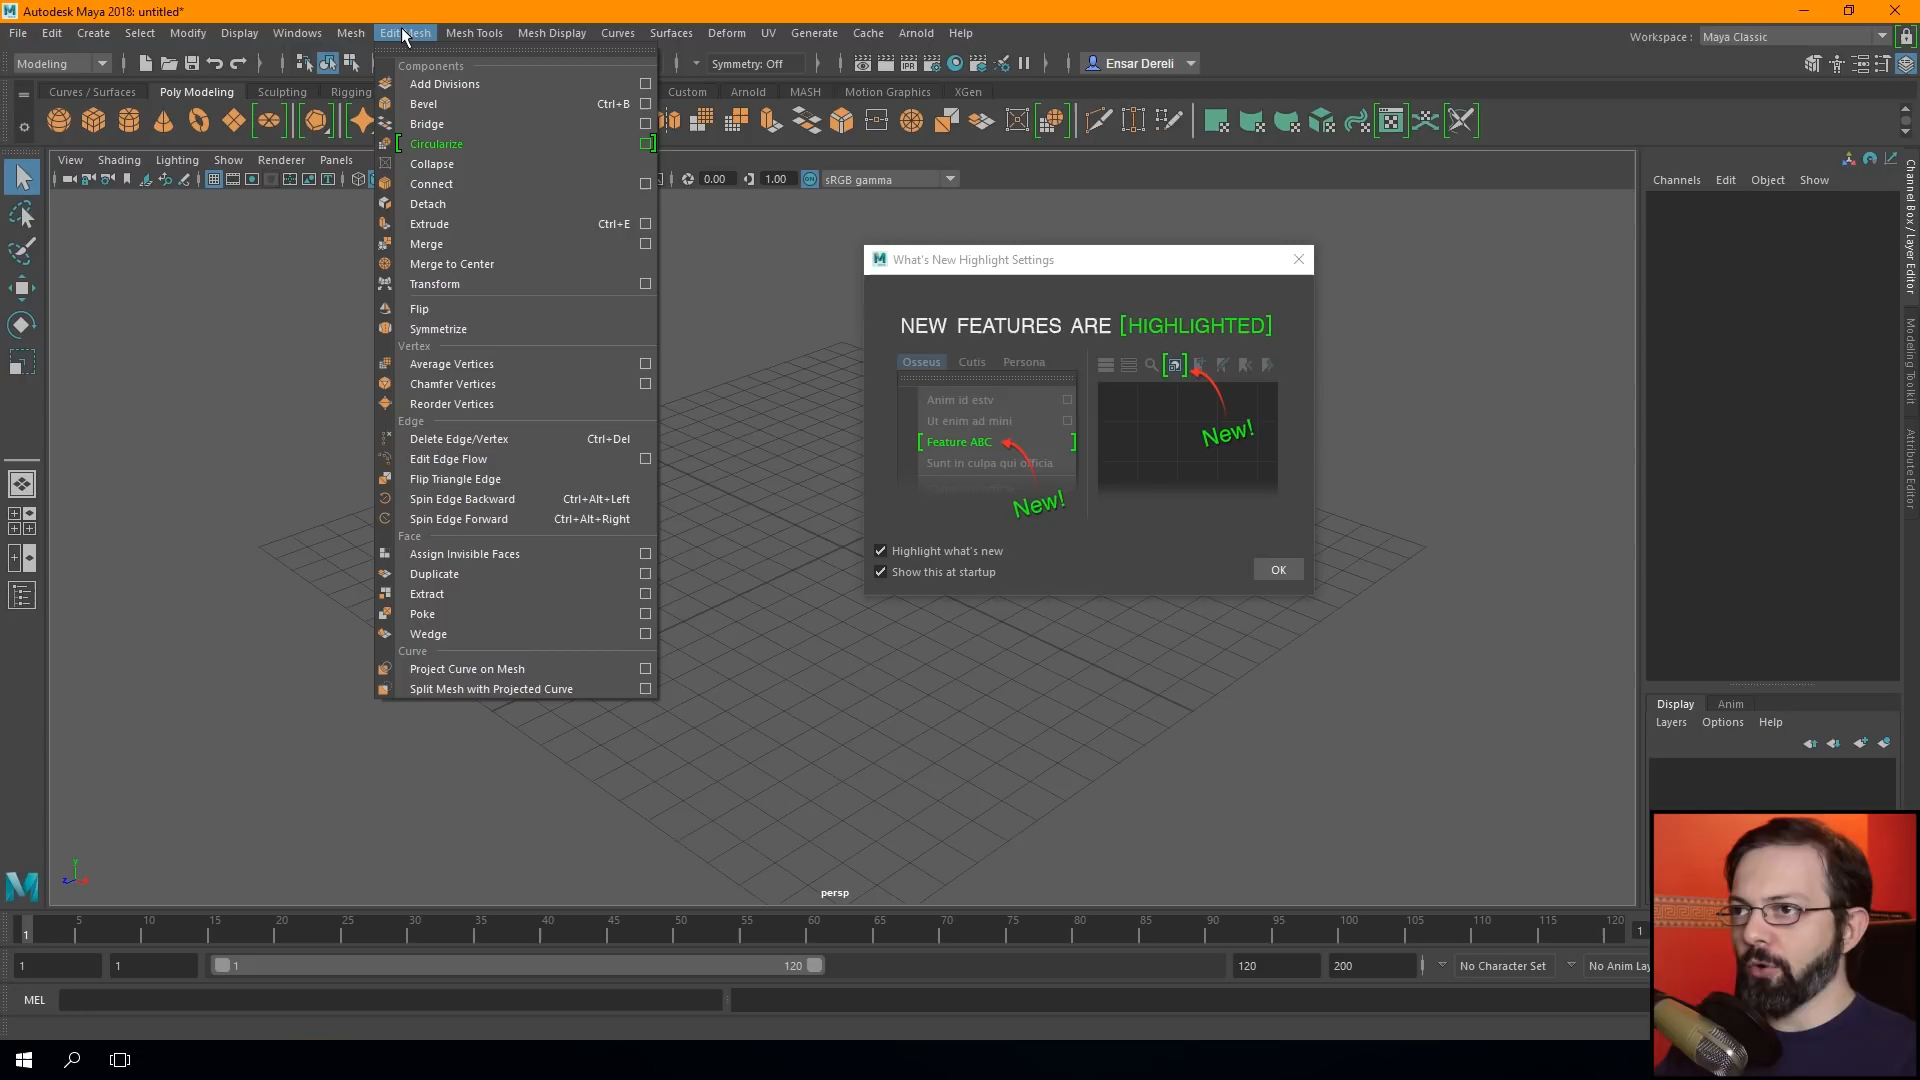 Autodesk Maya 2018: untitled*
File Edit Create Select Modify Display Windows Mesh Edit Mesh Mesh Tools Mesh Display Curves Surfaces Deform UV Generate Cache Arnold Help
Workspace : Maya Classic
Modeling Symmetry: Off Ensar Dereli
Curves / Surfaces Poly Modeling Sculpting Rigging Custom Arnold MASH Motion Graphics XGen
View Shading Lighting Show Renderer Panels
0.00 1.00 sRGB gamma
Components
Add Divisions
Bevel Ctrl+B
Bridge
Circularize
Collapse
Connect
Detach
Extrude Ctrl+E
Merge
Merge to Center
Transform
Flip
Symmetrize
Vertex
Average Vertices
Chamfer Vertices
Reorder Vertices
Edge
Delete Edge/Vertex Ctrl+Del
Edit Edge Flow
Flip Triangle Edge
Spin Edge Backward Ctrl+Alt+Left
Spin Edge Forward Ctrl+Alt+Right
Face
Assign Invisible Faces
Duplicate
Extract
Poke
Wedge
Curve
Project Curve on Mesh
Split Mesh with Projected Curve
What's New Highlight Settings
NEW FEATURES ARE [HIGHLIGHTED]
Osseus Cutis Persona
Anim id estv
Ut enim ad mini
Feature ABC
Sunt in culpa qui officia
New!
New!
Highlight what's new
Show this at startup
OK
Channels Edit Object Show
Channel Box / Layer Editor
Modeling Toolkit
Attribute Editor
Display Anim
Layers Options Help
y
z
persp
5 10 15 20 25 30 35 40 45 50 55 60 65 70 75 80 85 90 95 100 105 110 115 120
1 1
1 1 1 120 120 200 No Character Set No Anim Lay
MEL